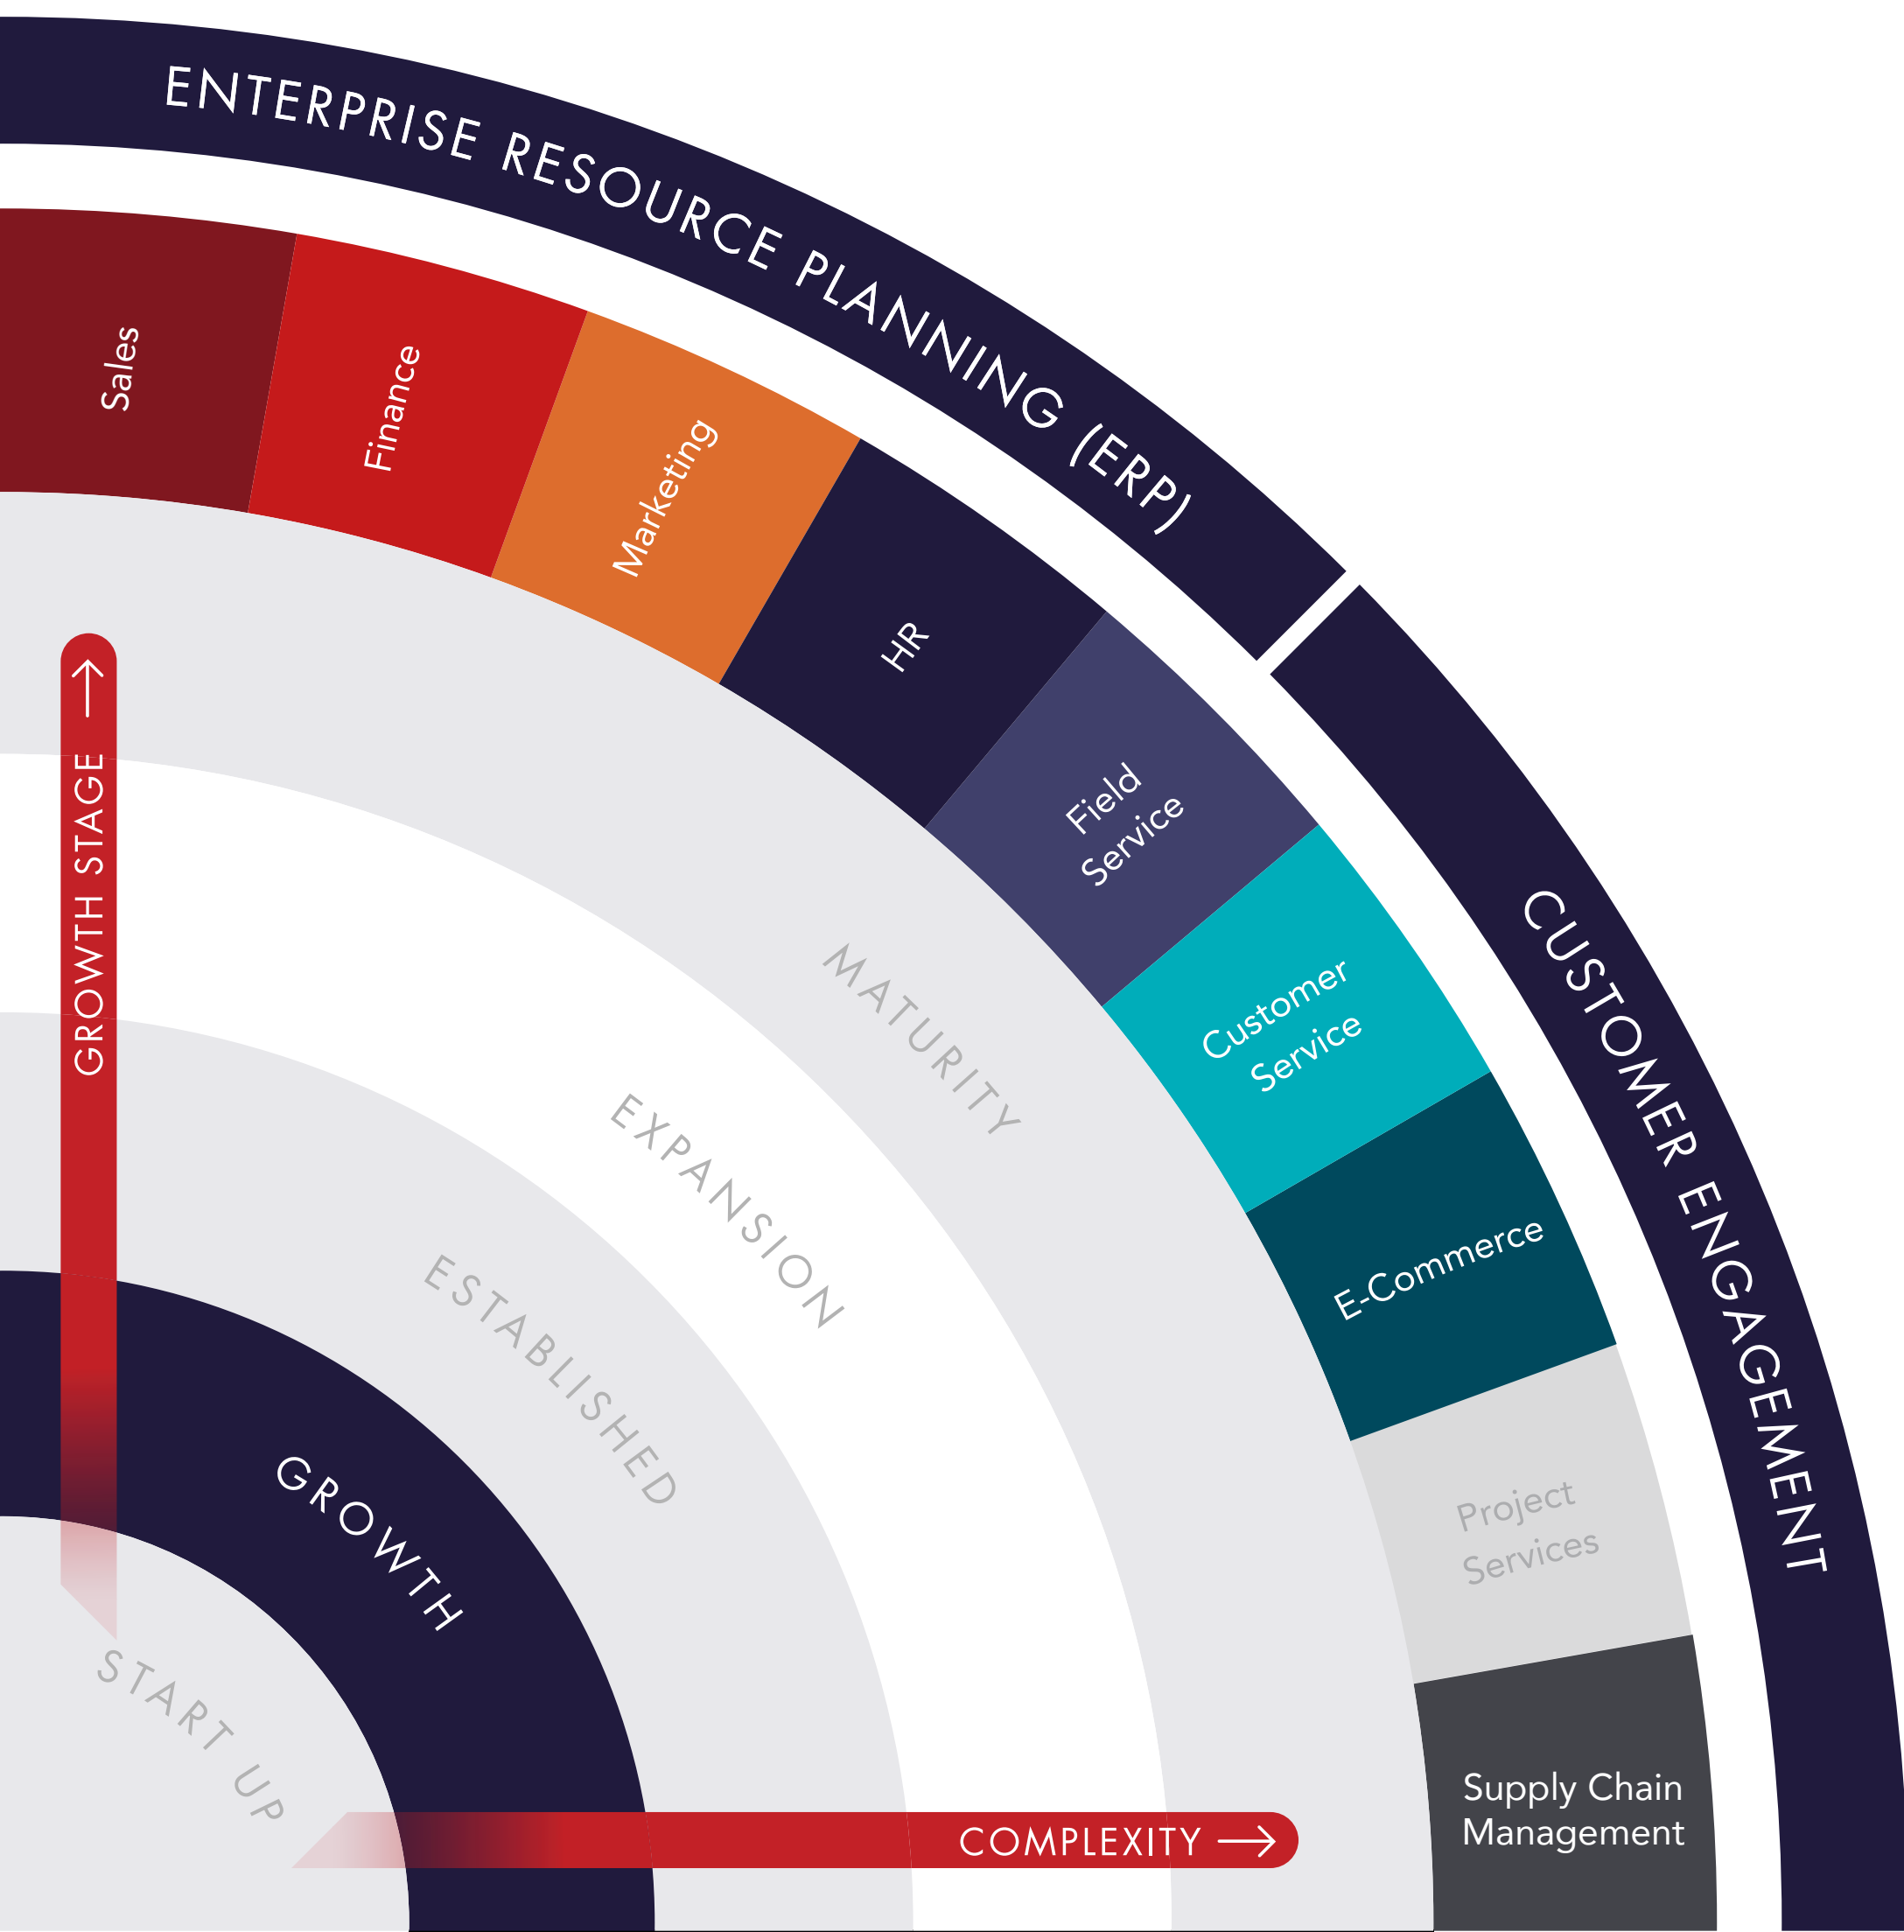 ENTERPRISE RESOURCE PLANNING (ERP)
CUSTOMER ENGAGEMENT
Sales
Finance
Marketing
HR
Field
Service
Customer
Service
E-Commerce
Project
Services
Supply Chain
Management
GROWTH STAGE
MATURITY
EXPANSION
ESTABLISHED
GROWTH
START UP
COMPLEXITY